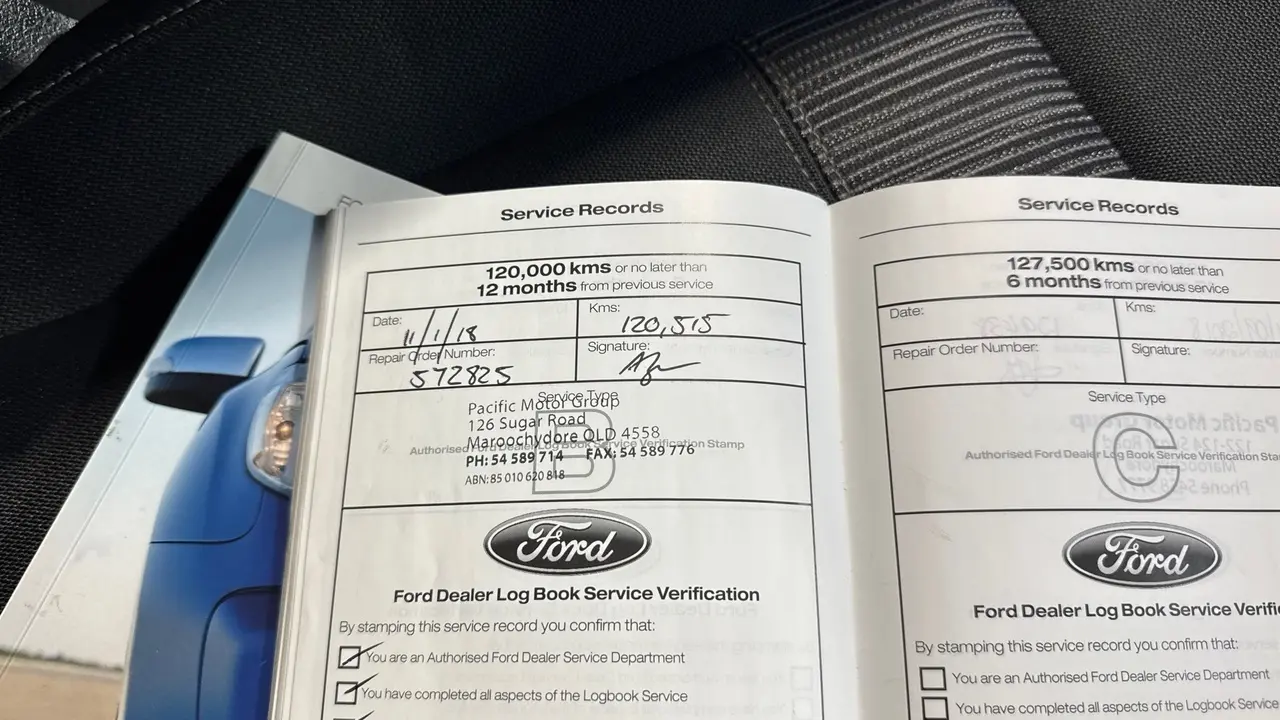 FO
Service Records
120,000 kms or no later than
12 months from previous service
Date:
11/1/18
Kms:
120,515
Repair Order Number:
572825
Signature:
Service Type
B
Pacific Motor Group
126 Sugar Road
Maroochydore QLD 4558
Authorised Ford Dealer Log Book Service Verification Stamp
PH: 54 589 714 FAX: 54 589 776
ABN: 85 010 620 818
Ford
Ford Dealer Log Book Service Verification
By stamping this service record you confirm that:
You are an Authorised Ford Dealer Service Department
You have completed all aspects of the Logbook Service
Service Records
127,500 kms or no later than
6 months from previous service
Date:
Kms:
Repair Order Number:
Signature:
Service Type
C
Authorised Ford Dealer Log Book Service Verification Sta
Ford
Ford Dealer Log Book Service Verifi
By stamping this service record you confirm that:
You are an Authorised Ford Dealer Service Department
You have completed all aspects of the Logbook Service